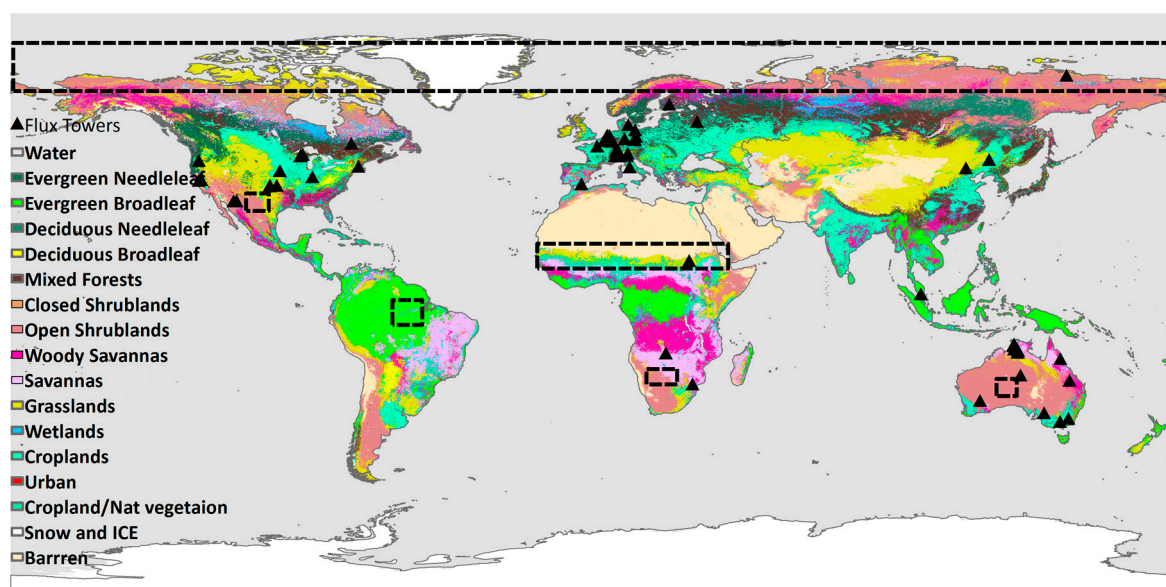 Flux Towers
Water
Evergreen Needleleaf
Evergreen Broadleaf
Deciduous Needleleaf
Deciduous Broadleaf
Mixed Forests
Closed Shrublands
Open Shrublands
Woody Savannas
Savannas
Grasslands
Wetlands
Croplands
Urban
Cropland/Nat vegetaion
Snow and ICE
Barrren